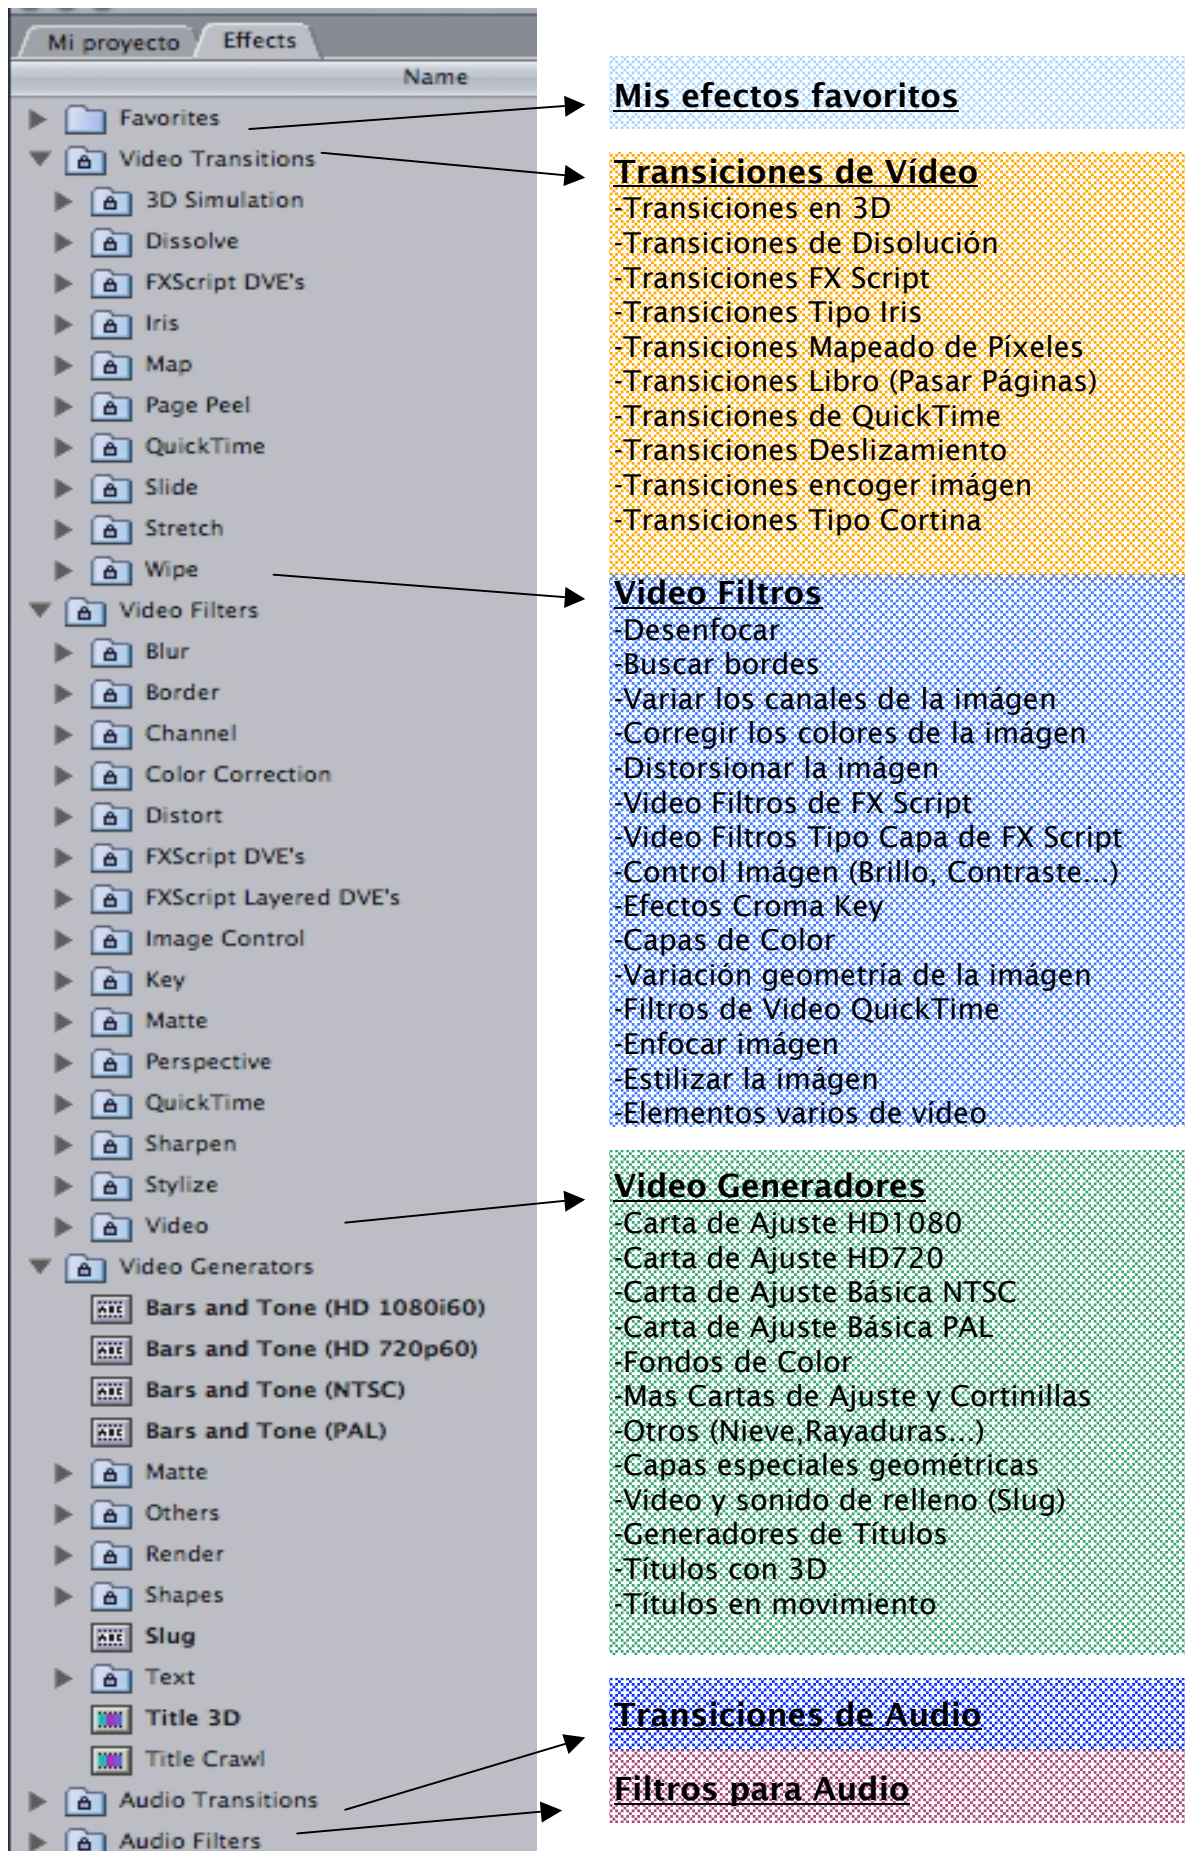 Mi proyecto
Effects
Name
Favorites
Video Transitions
3D Simulation
Dissolve
FXScript DVE's
Iris
Map
Page Peel
QuickTime
Slide
Stretch
Wipe
Video Filters
Blur
Border
Channel
Color Correction
Distort
FXScript DVE's
FXScript Layered DVE's
Image Control
Key
Matte
Perspective
QuickTime
Sharpen
Stylize
Video
Video Generators
Bars and Tone (HD 1080i60)
Bars and Tone (HD 720p60)
Bars and Tone (NTSC)
Bars and Tone (PAL)
Matte
Others
Render
Shapes
Slug
Text
Title 3D
Title Crawl
Audio Transitions
Audio Filters
Mis efectos favoritos
Transiciones de Vídeo
-Transiciones en 3D
-Transiciones de Disolución
-Transiciones FX Script
-Transiciones Tipo Iris
-Transiciones Mapeado de Píxeles
-Transiciones Libro (Pasar Páginas)
-Transiciones de QuickTime
-Transiciones Deslizamiento
-Transiciones encoger imágen
-Transiciones Tipo Cortina
Video Filtros
-Desenfocar
-Buscar bordes
-Variar los canales de la imágen
-Corregir los colores de la imágen
-Distorsionar la imágen
-Video Filtros de FX Script
-Video Filtros Tipo Capa de FX Script
-Control Imágen (Brillo, Contraste...)
-Efectos Croma Key
-Capas de Color
-Variación geometría de la imágen
-Filtros de Video QuickTime
-Enfocar imágen
-Estilizar la imágen
-Elementos varios de vídeo
Video Generadores
-Carta de Ajuste HD1080
-Carta de Ajuste HD720
-Carta de Ajuste Básica NTSC
-Carta de Ajuste Básica PAL
-Fondos de Color
-Mas Cartas de Ajuste y Cortinillas
-Otros (Nieve,Rayaduras...)
-Capas especiales geométricas
-Video y sonido de relleno (Slug)
-Generadores de Títulos
-Títulos con 3D
-Títulos en movimiento
Transiciones de Audio
Filtros para Audio